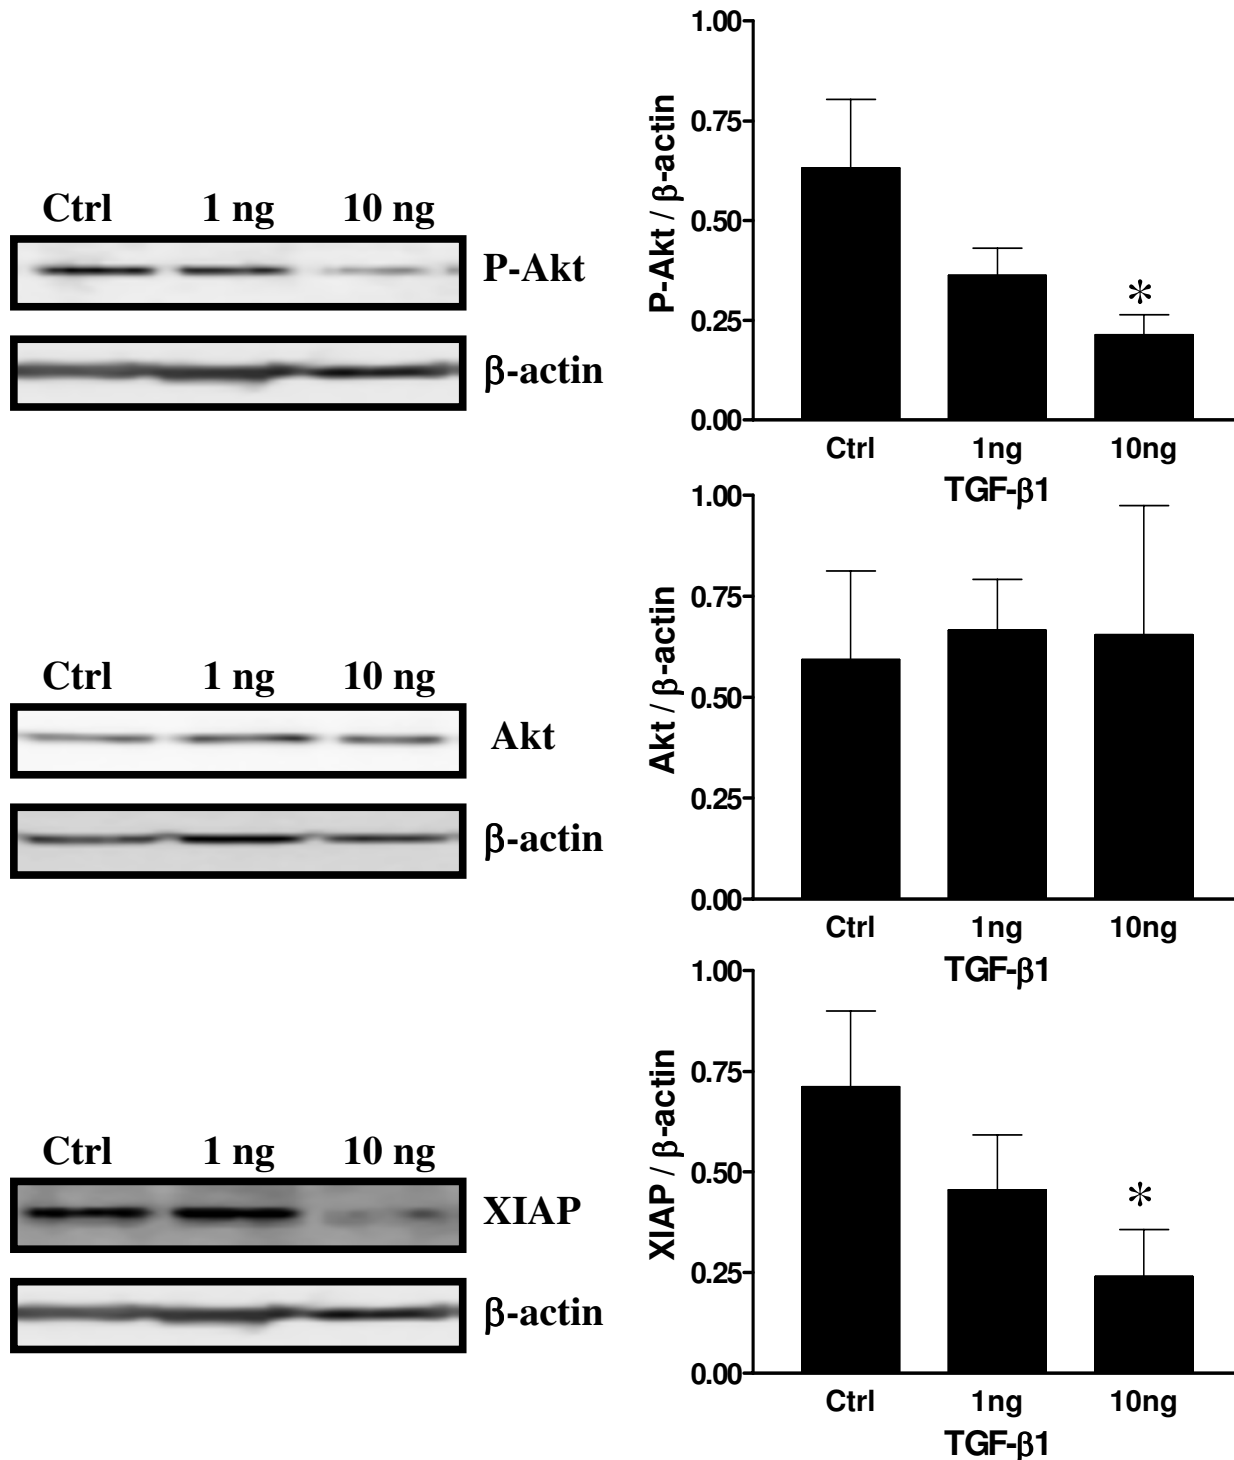 Ctrl 1 ng 10 ng
P-Akt
β-actin
1.00
0.75
0.50
0.25
0.00
P-Akt / β-actin
*
Ctrl 1ng 10ng
TGF-β1
Ctrl 1 ng 10 ng
Akt
β-actin
1.00
0.75
0.50
0.25
0.00
Akt / β-actin
Ctrl 1ng 10ng
TGF-β1
Ctrl 1 ng 10 ng
XIAP
β-actin
1.00
0.75
0.50
0.25
0.00
XIAP / β-actin
*
Ctrl 1ng 10ng
TGF-β1